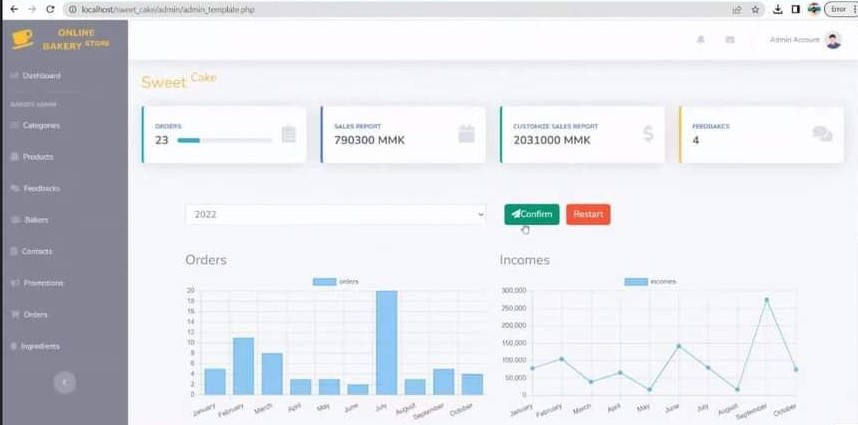 localhost/sweet_cake/admin/admin_template.php
Error
ONLINE
BAKERY STORE
Admin Account
Dashboard
Sweet Cake
BAKERY ADMIN
Categories
Products
Feedbacks
Bakers
Contacts
Promotions
Orders
Ingredients
ORDERS
23
SALES REPORT
790300 MMK
CUSTOMIZE SALES REPORT
2031000 MMK
FEEDBAKCS
4
2022
Confirm
Restart
Orders
orders
20
18
16
14
12
10
8
6
4
2
0
January
February
March
April
May
June
July
August
September
October
Incomes
incomes
300,000
250,000
200,000
150,000
100,000
50,000
0
January
February
March
April
May
June
July
August
September
October